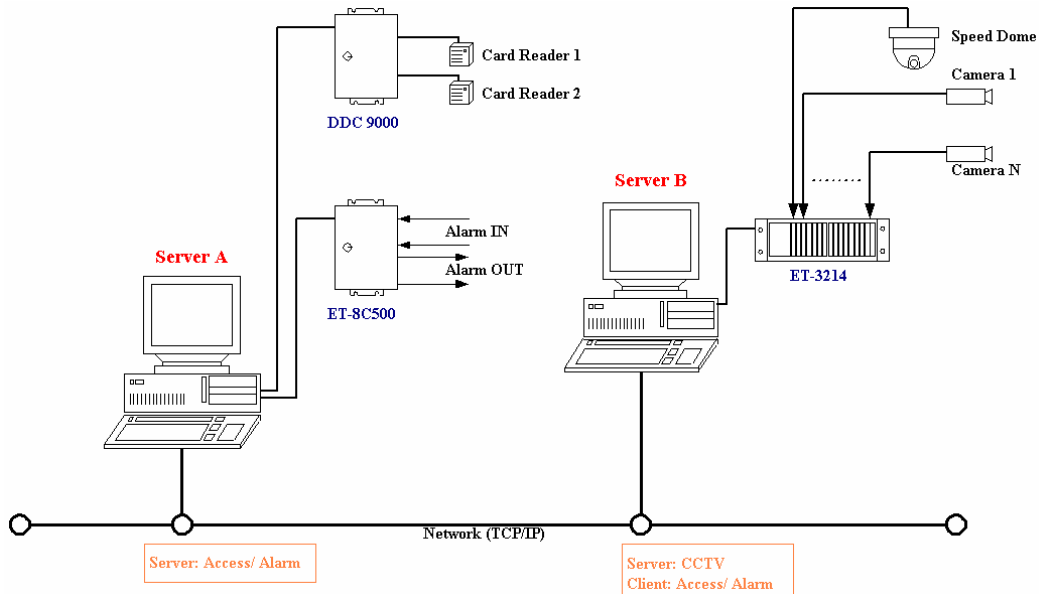 Speed Dome
Card Reader 1
Camera 1
Card Reader 2
DDC 9000
Camera N
Server B
Alarm IN
Server A
Alarm OUT
ET-3214
ET-8C500
Network (TCP/IP)
Server: Access/ Alarm
Server: CCTV
Client: Access/ Alarm